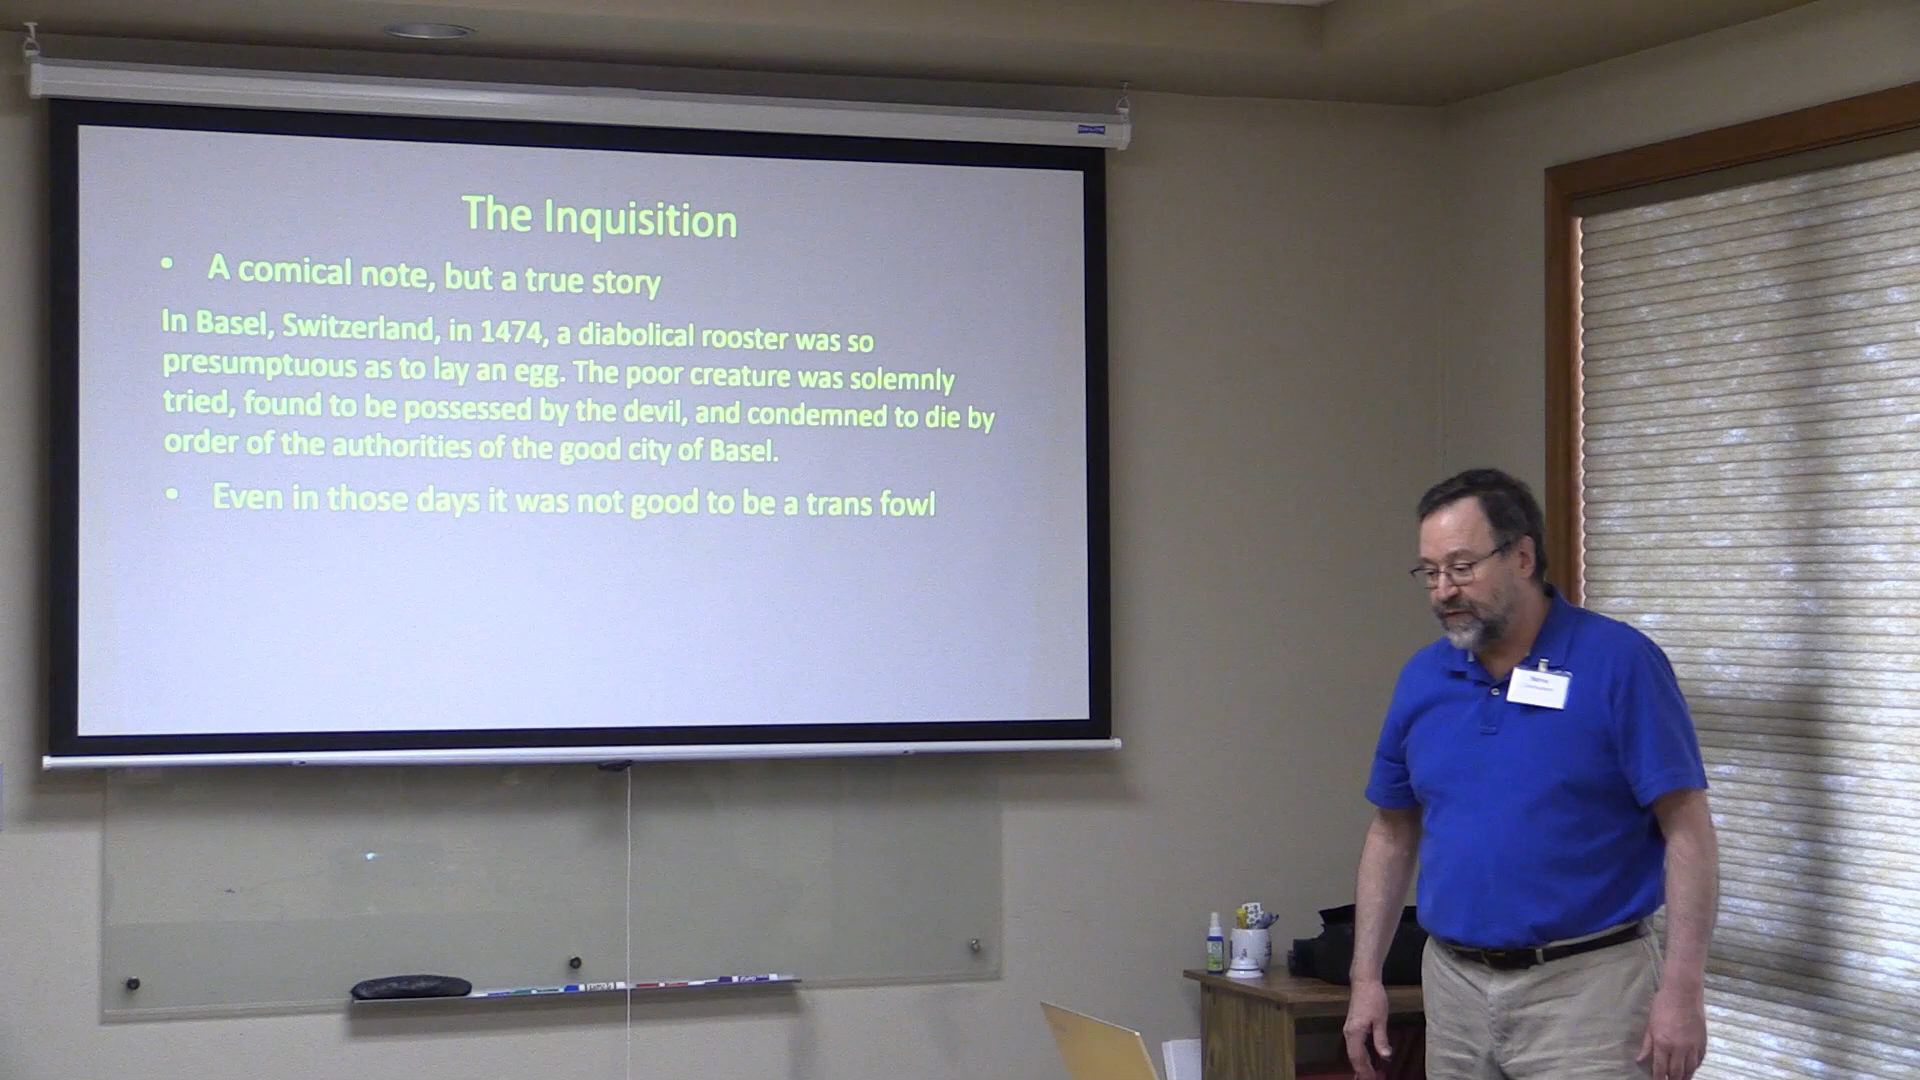 The Inquisition
• A comical note, but a true story
In Basel, Switzerland, in 1474, a diabolical rooster was so
presumptuous as to lay an egg. The poor creature was solemnly
tried, found to be possessed by the devil, and condemned to die by
order of the authorities of the good city of Basel.
• Even in those days it was not good to be a trans fowl